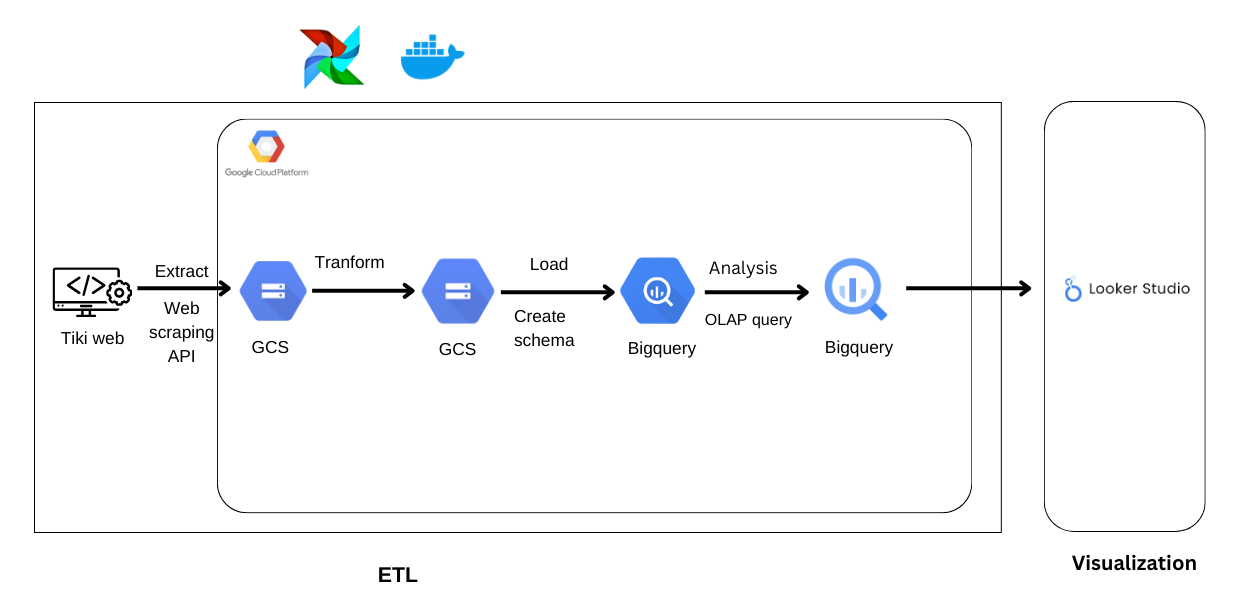 Google Cloud Platform
Extract
Web
scraping
API
Tiki web
GCS
Tranform
GCS
Load
Create
schema
Bigquery
Analysis
OLAP query
Bigquery
Looker Studio
ETL
Visualization